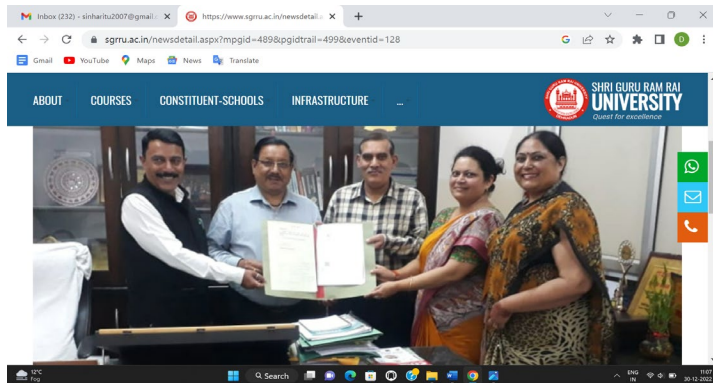 Inbox (232) - sinharitu2007@gmail.
https://www.sgrru.ac.in/newsdetail.a
sgrru.ac.in/newsdetail.aspx?mpgid=489&pgidtrail=499&eventid=128
G
D
Gmail
YouTube
Maps
News
Translate
ABOUT
COURSES
CONSTITUENT-SCHOOLS
INFRASTRUCTURE
...
SHRI GURU RAM RAI
UNIVERSITY
Quest for excellence
12°C
Fog
Search
ENG
IN
11:07
30-12-2022